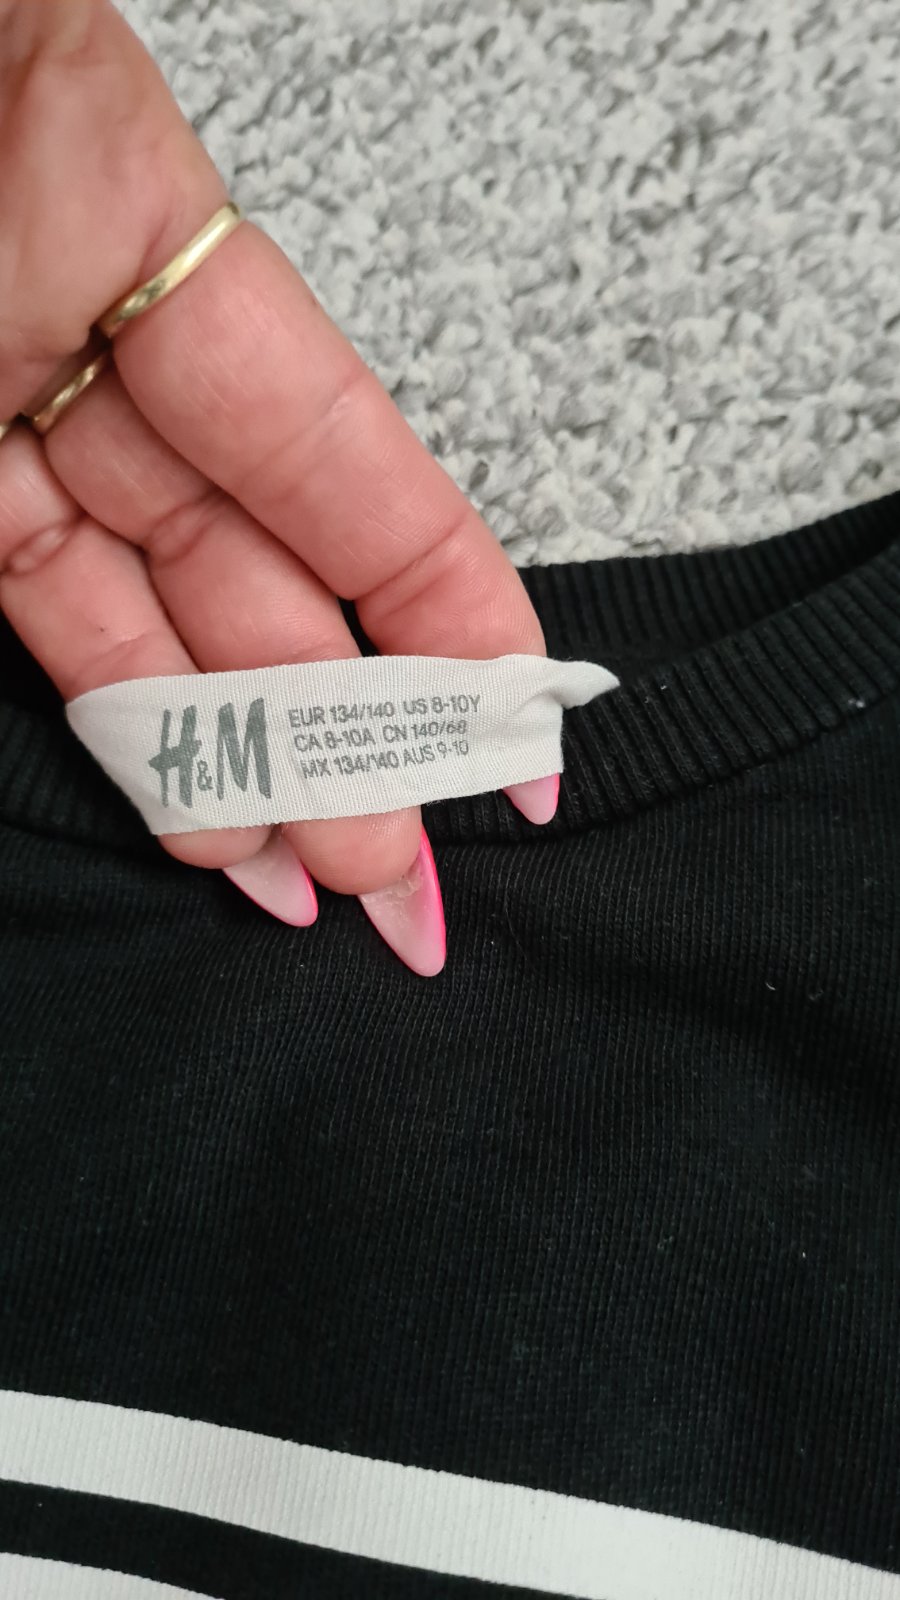 H&M
EUR 134/140 US 8-10Y
CA 8-10A CN 140/68
MX 134/140 AUS 9-10